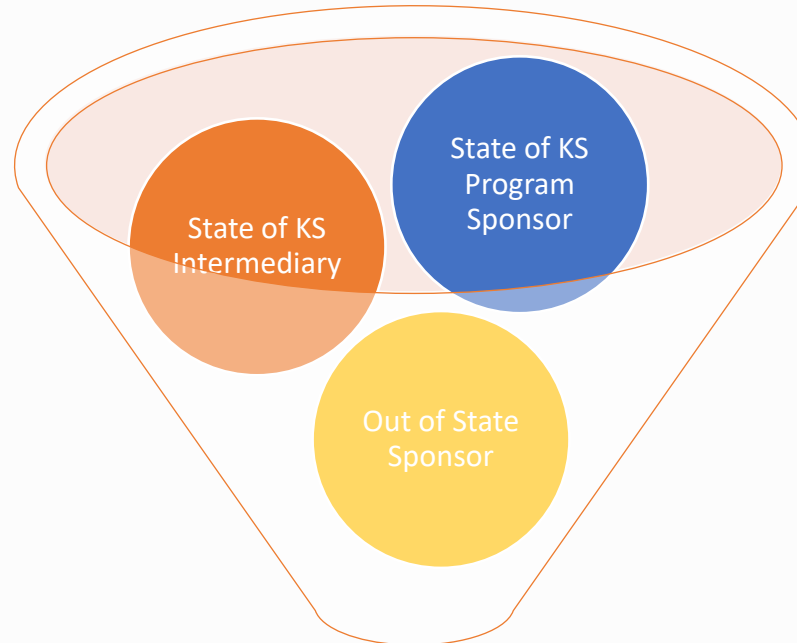 State of KS
Program
Sponsor
State of KS
Intermediary
Out of State
Sponsor